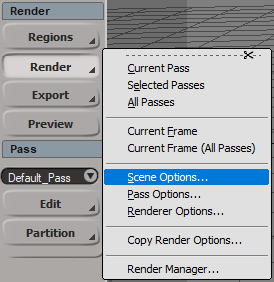 Render
Regions
Render
Export
Preview
Pass
Default_Pass
Edit
Partition
Current Pass
Selected Passes
All Passes
Current Frame
Current Frame (All Passes)
Scene Options...
Pass Options...
Renderer Options...
Copy Render Options...
Render Manager...